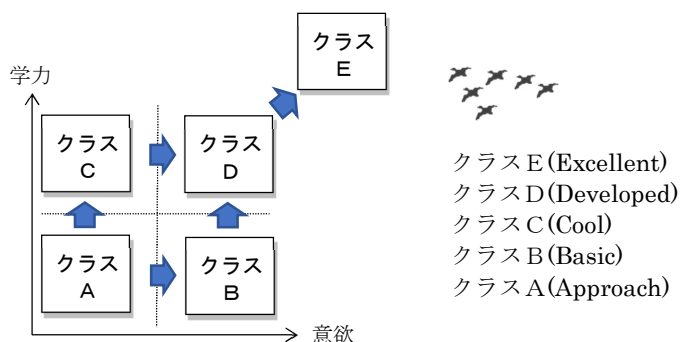 クラス
E
学力
クラス
C
クラス
D
クラス
A
クラス
B
意欲
クラスE(Excellent)
クラスD(Developed)
クラスC(Cool)
クラスB(Basic)
クラスA(Approach)